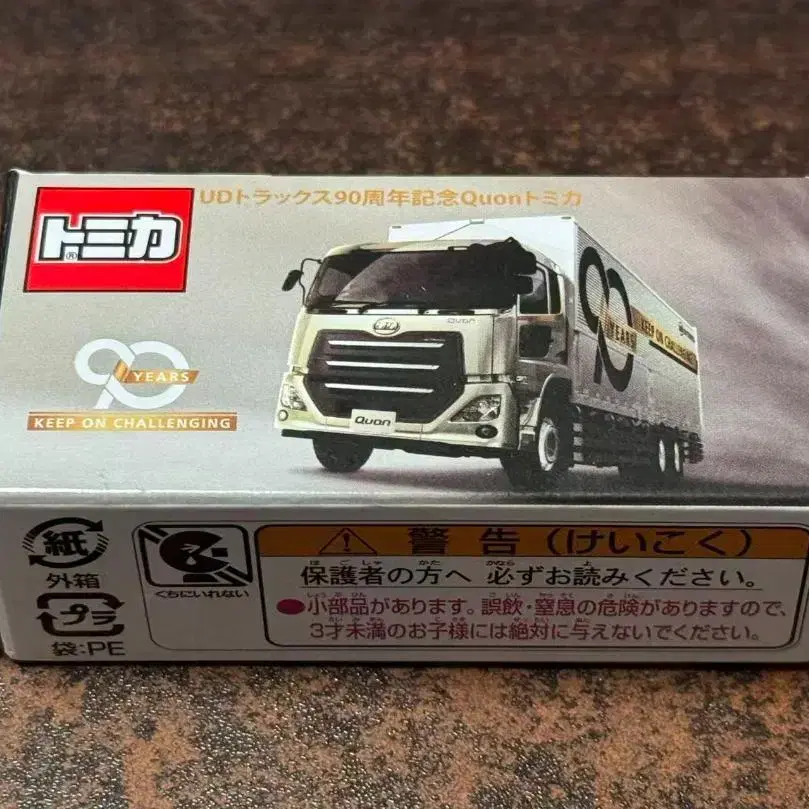 UDトラックス90周年記念Quonトミカ
トミカ®
90
YEARS
KEEP ON CHALLENGING
QUON
UD
Quon
90
YEARS
KEEP ON CHALLENGING
紙
外箱
プラ
袋:PE
くちにいれない
警告(けいこく)
保護者の方へ 必ずお読みください。
●小部品があります。誤飲・窒息の危険がありますので、
3才未満のお子様には絶対に与えないでください。